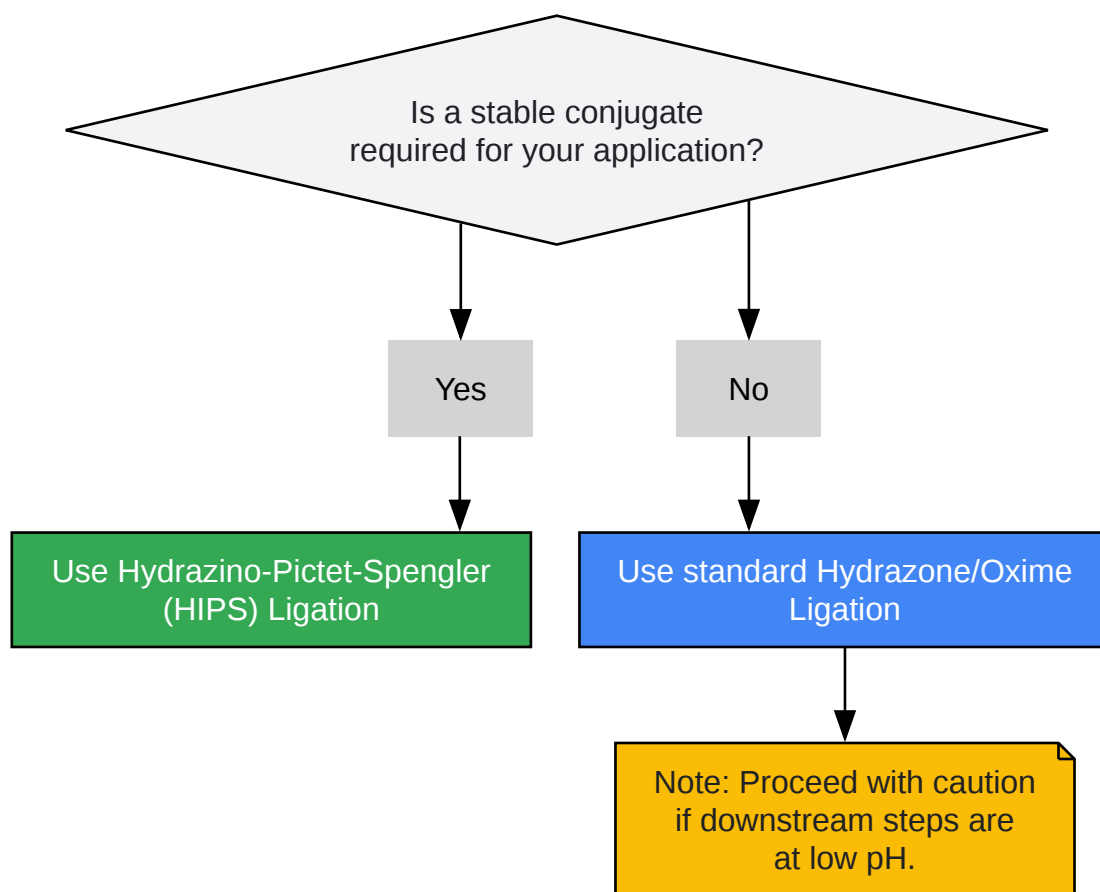 Is a stable conjugate
required for your application?
Yes
No
Use Hydrazino-Pictet-Spengler
(HIPS) Ligation
Use standard Hydrazone/Oxime
Ligation
Note: Proceed with caution
if downstream steps are
at low pH.